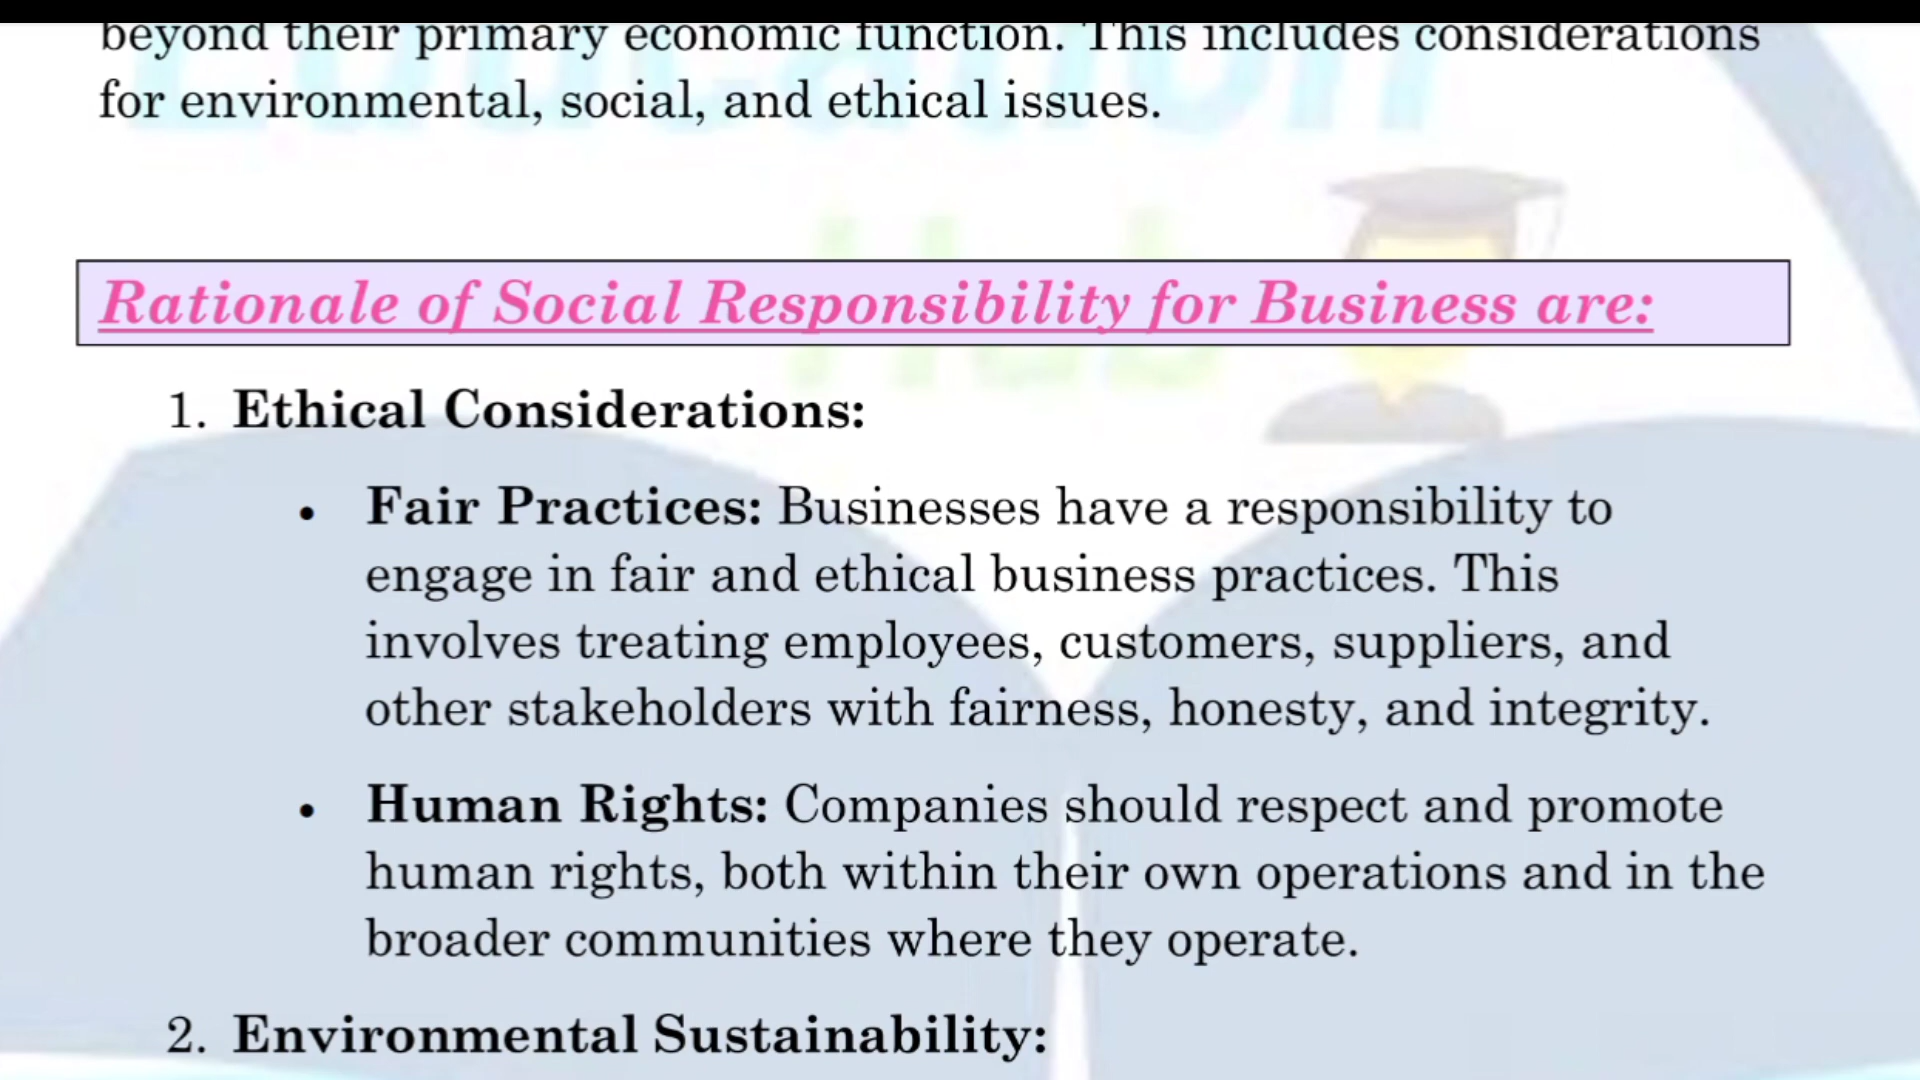 beyond their primary economic function. This includes considerations
for environmental, social, and ethical issues.
Education
Hub
Rationale of Social Responsibility for Business are:
1. Ethical Considerations:
• Fair Practices: Businesses have a responsibility to
engage in fair and ethical business practices. This
involves treating employees, customers, suppliers, and
other stakeholders with fairness, honesty, and integrity.
• Human Rights: Companies should respect and promote
human rights, both within their own operations and in the
broader communities where they operate.
2. Environmental Sustainability: